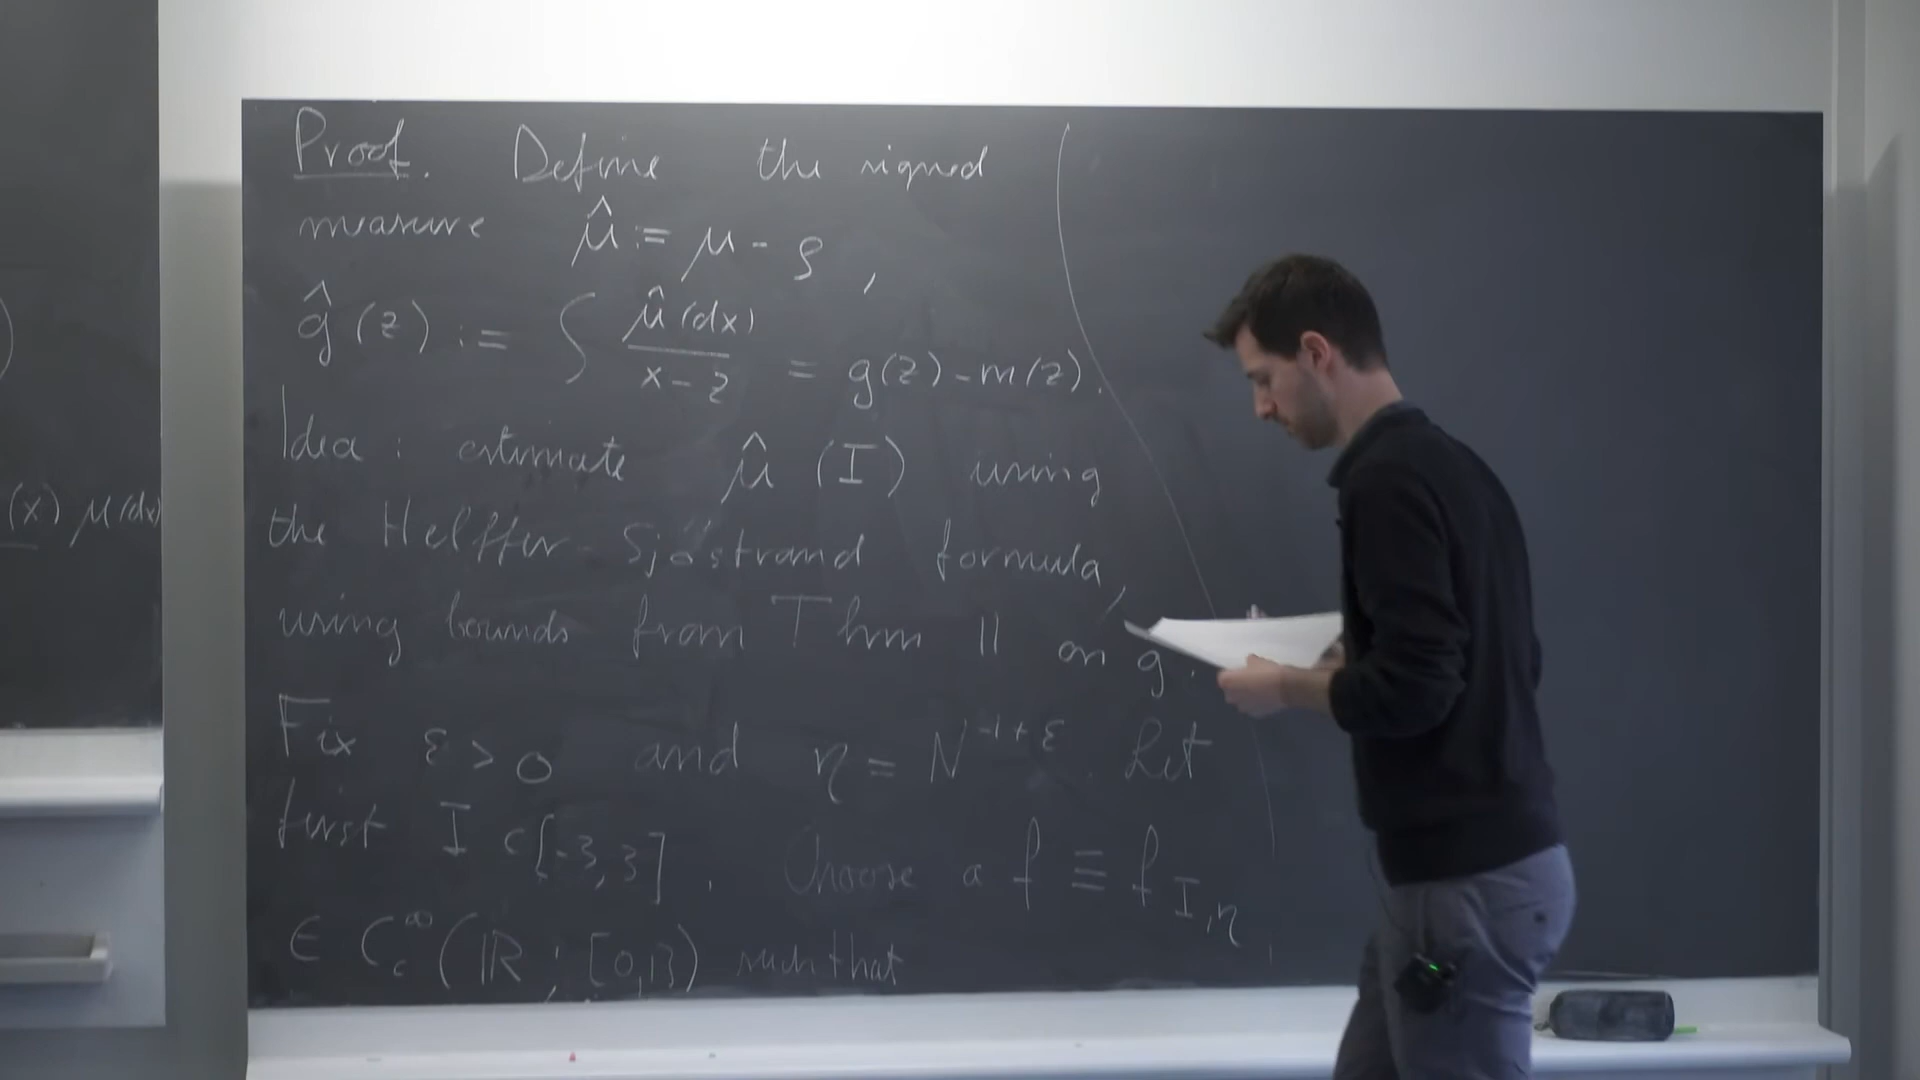 Proof. Define the signed
measure μ̂ := μ - ρ ,
ĝ(z) := ∫ μ̂(dx) / (x - z) = g(z) - m(z).
Idea : estimate μ̂ (I) using
the Helffer-Sjöstrand formula,
using bounds from Thm 11 on g.
Fix ε > 0 and η = N^{-1+ε}. Let
first I ⊂ [-3,3]. Choose a f ≡ f_{I,η}
∈ C_c^∞ (ℝ ; [0,1]) such that
(x) μ(dx)